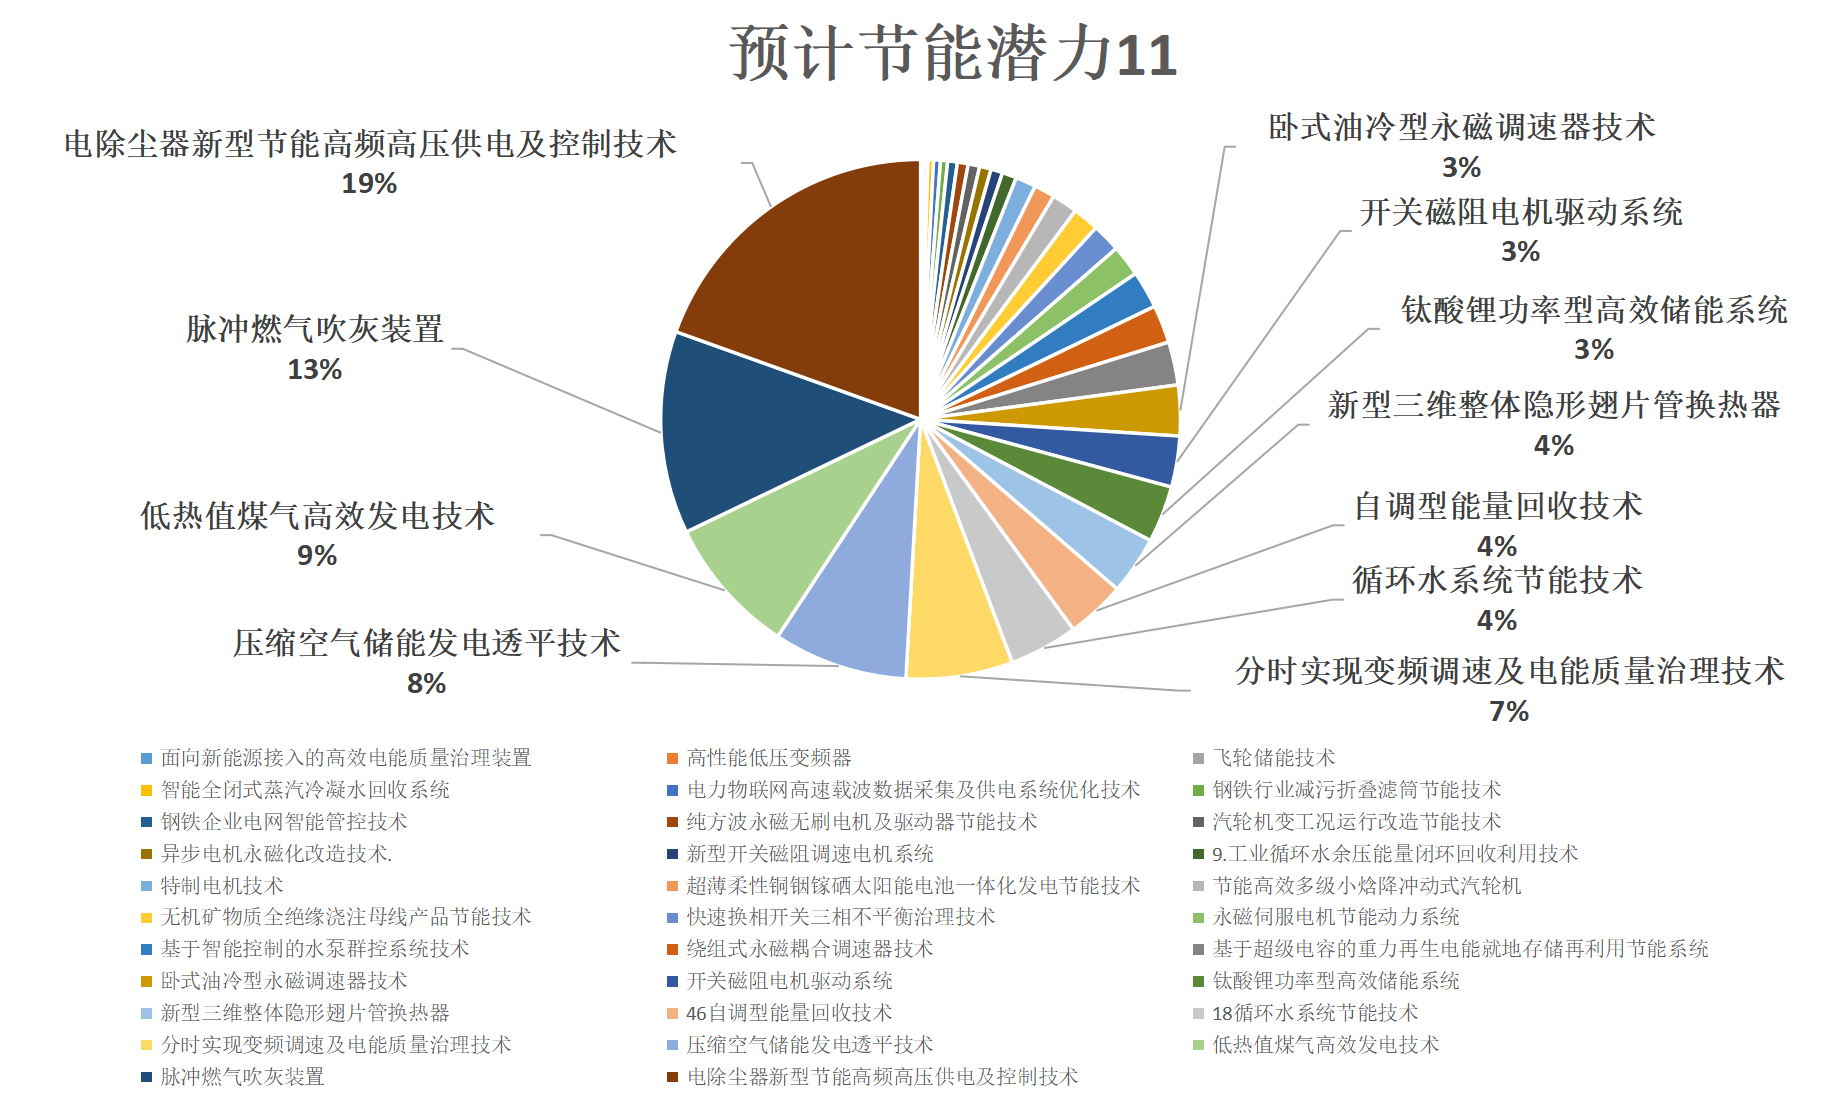 预计节能潜力11
电除尘器新型节能高频高压供电及控制技术
19%
脉冲燃气吹灰装置
13%
低热值煤气高效发电技术
9%
压缩空气储能发电透平技术
8%
卧式油冷型永磁调速器技术
3%
开关磁阻电机驱动系统
3%
钛酸锂功率型高效储能系统
3%
新型三维整体隐形翅片管换热器
4%
自调型能量回收技术
4%
循环水系统节能技术
4%
分时实现变频调速及电能质量治理技术
7%
面向新能源接入的高效电能质量治理装置
高性能低压变频器
飞轮储能技术
智能全闭式蒸汽冷凝水回收系统
电力物联网高速载波数据采集及供电系统优化技术
钢铁行业减污折叠滤筒节能技术
钢铁企业电网智能管控技术
纯方波永磁无刷电机及驱动器节能技术
汽轮机变工况运行改造节能技术
异步电机永磁化改造技术.
新型开关磁阻调速电机系统
9.工业循环水余压能量闭环回收利用技术
特制电机技术
超薄柔性铜铟镓硒太阳能电池一体化发电节能技术
节能高效多级小焓降冲动式汽轮机
无机矿物质全绝缘浇注母线产品节能技术
快速换相开关三相不平衡治理技术
永磁伺服电机节能动力系统
基于智能控制的水泵群控系统技术
绕组式永磁耦合调速器技术
基于超级电容的重力再生电能就地存储再利用节能系统
卧式油冷型永磁调速器技术
开关磁阻电机驱动系统
钛酸锂功率型高效储能系统
新型三维整体隐形翅片管换热器
46自调型能量回收技术
18循环水系统节能技术
分时实现变频调速及电能质量治理技术
压缩空气储能发电透平技术
低热值煤气高效发电技术
脉冲燃气吹灰装置
电除尘器新型节能高频高压供电及控制技术